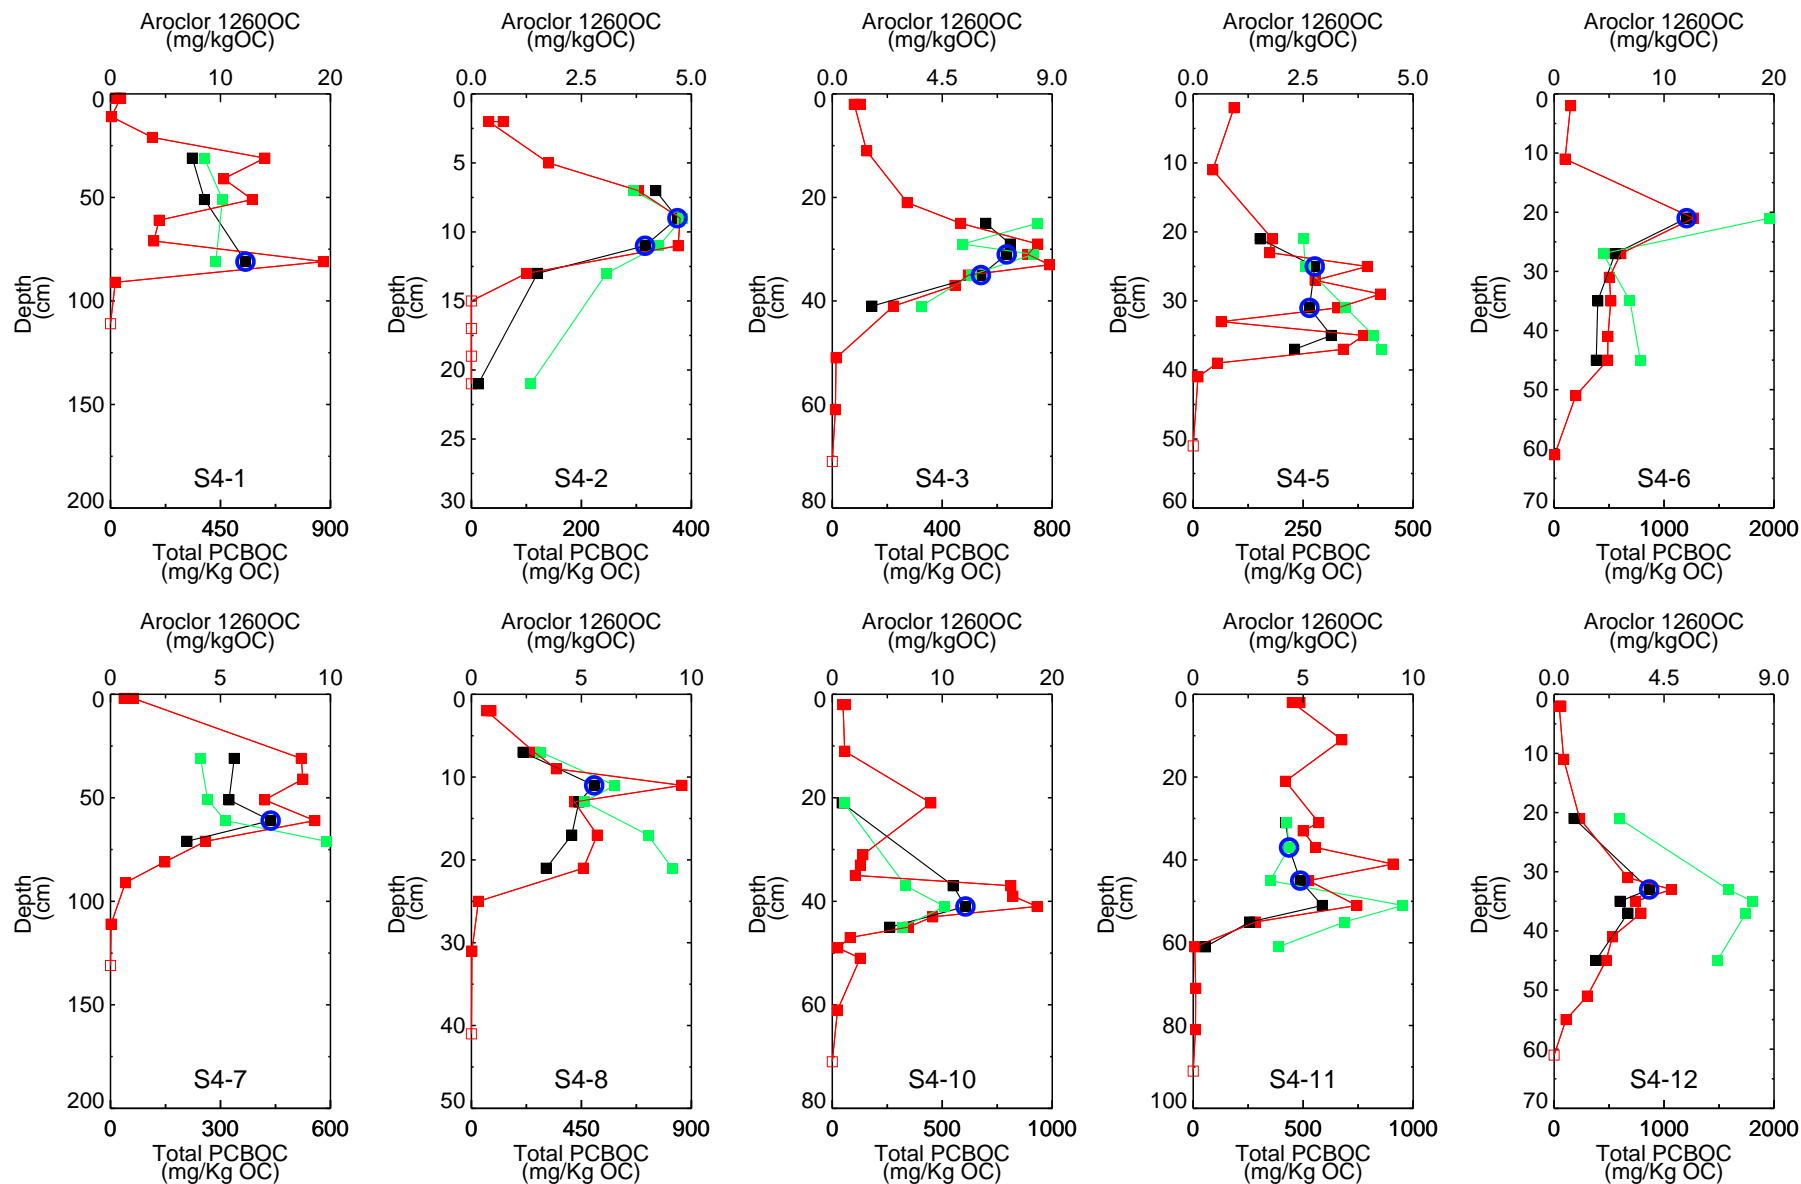 Aroclor 1260OC
(mg/kgOC)
0 10 20
0
50
100
150
200
Depth
(cm)
S4-1
0 450 900
Total PCBOC
(mg/Kg OC)
Aroclor 1260OC
(mg/kgOC)
0.0 2.5 5.0
0
5
10
15
20
25
30
Depth
(cm)
S4-2
0 200 400
Total PCBOC
(mg/Kg OC)
Aroclor 1260OC
(mg/kgOC)
0.0 4.5 9.0
0
20
40
60
80
Depth
(cm)
S4-3
0 400 800
Total PCBOC
(mg/Kg OC)
Aroclor 1260OC
(mg/kgOC)
0.0 2.5 5.0
0
10
20
30
40
50
60
Depth
(cm)
S4-5
0 250 500
Total PCBOC
(mg/Kg OC)
Aroclor 1260OC
(mg/kgOC)
0 10 20
0
10
20
30
40
50
60
70
Depth
(cm)
S4-6
0 1000 2000
Total PCBOC
(mg/Kg OC)
Aroclor 1260OC
(mg/kgOC)
0 5 10
0
50
100
150
200
Depth
(cm)
S4-7
0 300 600
Total PCBOC
(mg/Kg OC)
Aroclor 1260OC
(mg/kgOC)
0 5 10
0
10
20
30
40
50
Depth
(cm)
S4-8
0 450 900
Total PCBOC
(mg/Kg OC)
Aroclor 1260OC
(mg/kgOC)
0 10 20
0
20
40
60
80
Depth
(cm)
S4-10
0 500 1000
Total PCBOC
(mg/Kg OC)
Aroclor 1260OC
(mg/kgOC)
0 5 10
0
20
40
60
80
100
Depth
(cm)
S4-11
0 500 1000
Total PCBOC
(mg/Kg OC)
Aroclor 1260OC
(mg/kgOC)
0.0 4.5 9.0
0
10
20
30
40
50
60
70
Depth
(cm)
S4-12
0 1000 2000
Total PCBOC
(mg/Kg OC)